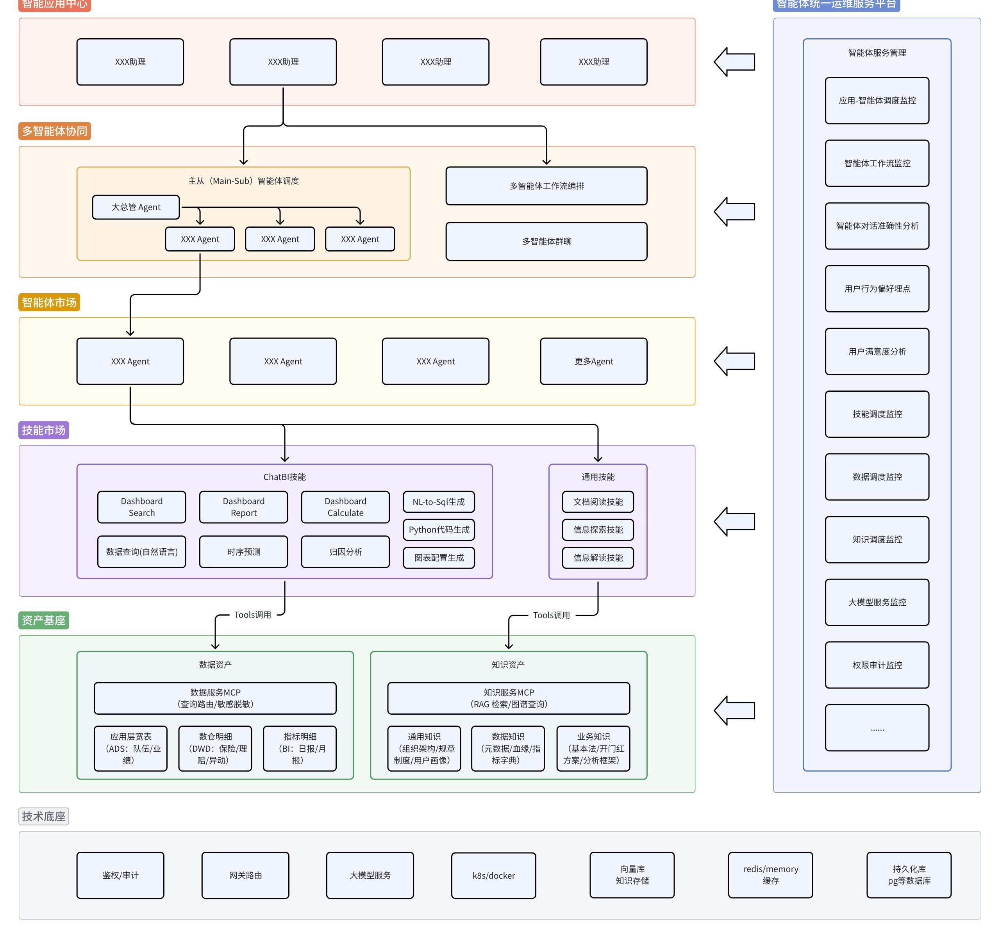 智能应用中心
XXX助理
XXX助理
XXX助理
XXX助理
多智能体协同
主从（Main-Sub）智能体调度
大总管 Agent
XXX Agent
XXX Agent
XXX Agent
多智能体工作流编排
多智能体群聊
智能体市场
XXX Agent
XXX Agent
XXX Agent
更多Agent
技能市场
ChatBI技能
Dashboard
Search
Dashboard
Report
Dashboard
Calculate
数据查询(自然语言)
时序预测
归因分析
NL-to-Sql生成
Python代码生成
图表配置生成
通用技能
文档阅读技能
信息探索技能
信息解读技能
Tools调用
Tools调用
资产基座
数据资产
数据服务MCP
（查询路由/敏感脱敏）
应用层宽表
（ADS：队伍/业
绩）
数仓明细
（DWD：保险/理
赔/异动）
指标明细
（BI：日报/月
报）
知识资产
知识服务MCP
（RAG 检索/图谱查询）
通用知识
（组织架构/规章
制度/用户画像）
数据知识
（元数据/血缘/指
标字典）
业务知识
（基本法/开门红
方案/分析框架）
智能体统一运维服务平台
智能体服务管理
应用-智能体调度监控
智能体工作流监控
智能体对话准确性分析
用户行为偏好埋点
用户满意度分析
技能调度监控
数据调度监控
知识调度监控
大模型服务监控
权限审计监控
......
技术底座
鉴权/审计
网关路由
大模型服务
k8s/docker
向量库
知识存储
redis/memory
缓存
持久化库
pg等数据库